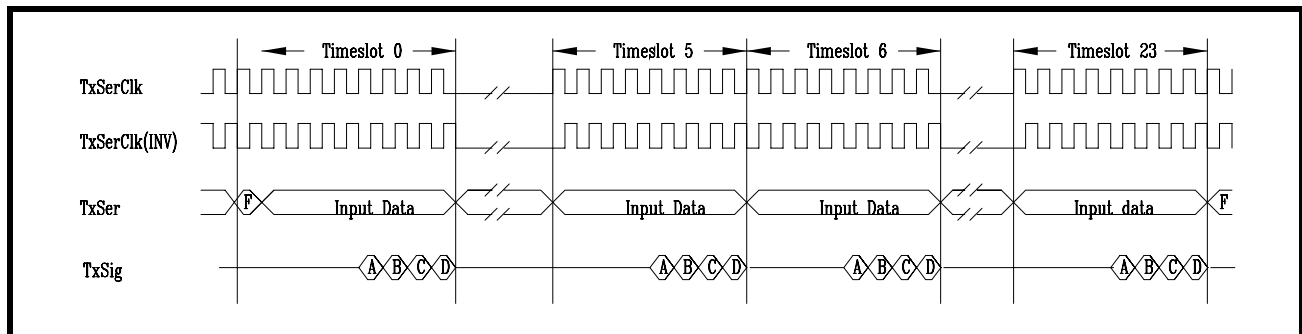 Timeslot 0 Timeslot 5 Timeslot 6 Timeslot 23
TxSerClk
TxSerClk(INV)
TxSer F Input Data Input Data Input Data Input data F
TxSig A B C D A B C D A B C D A B C D